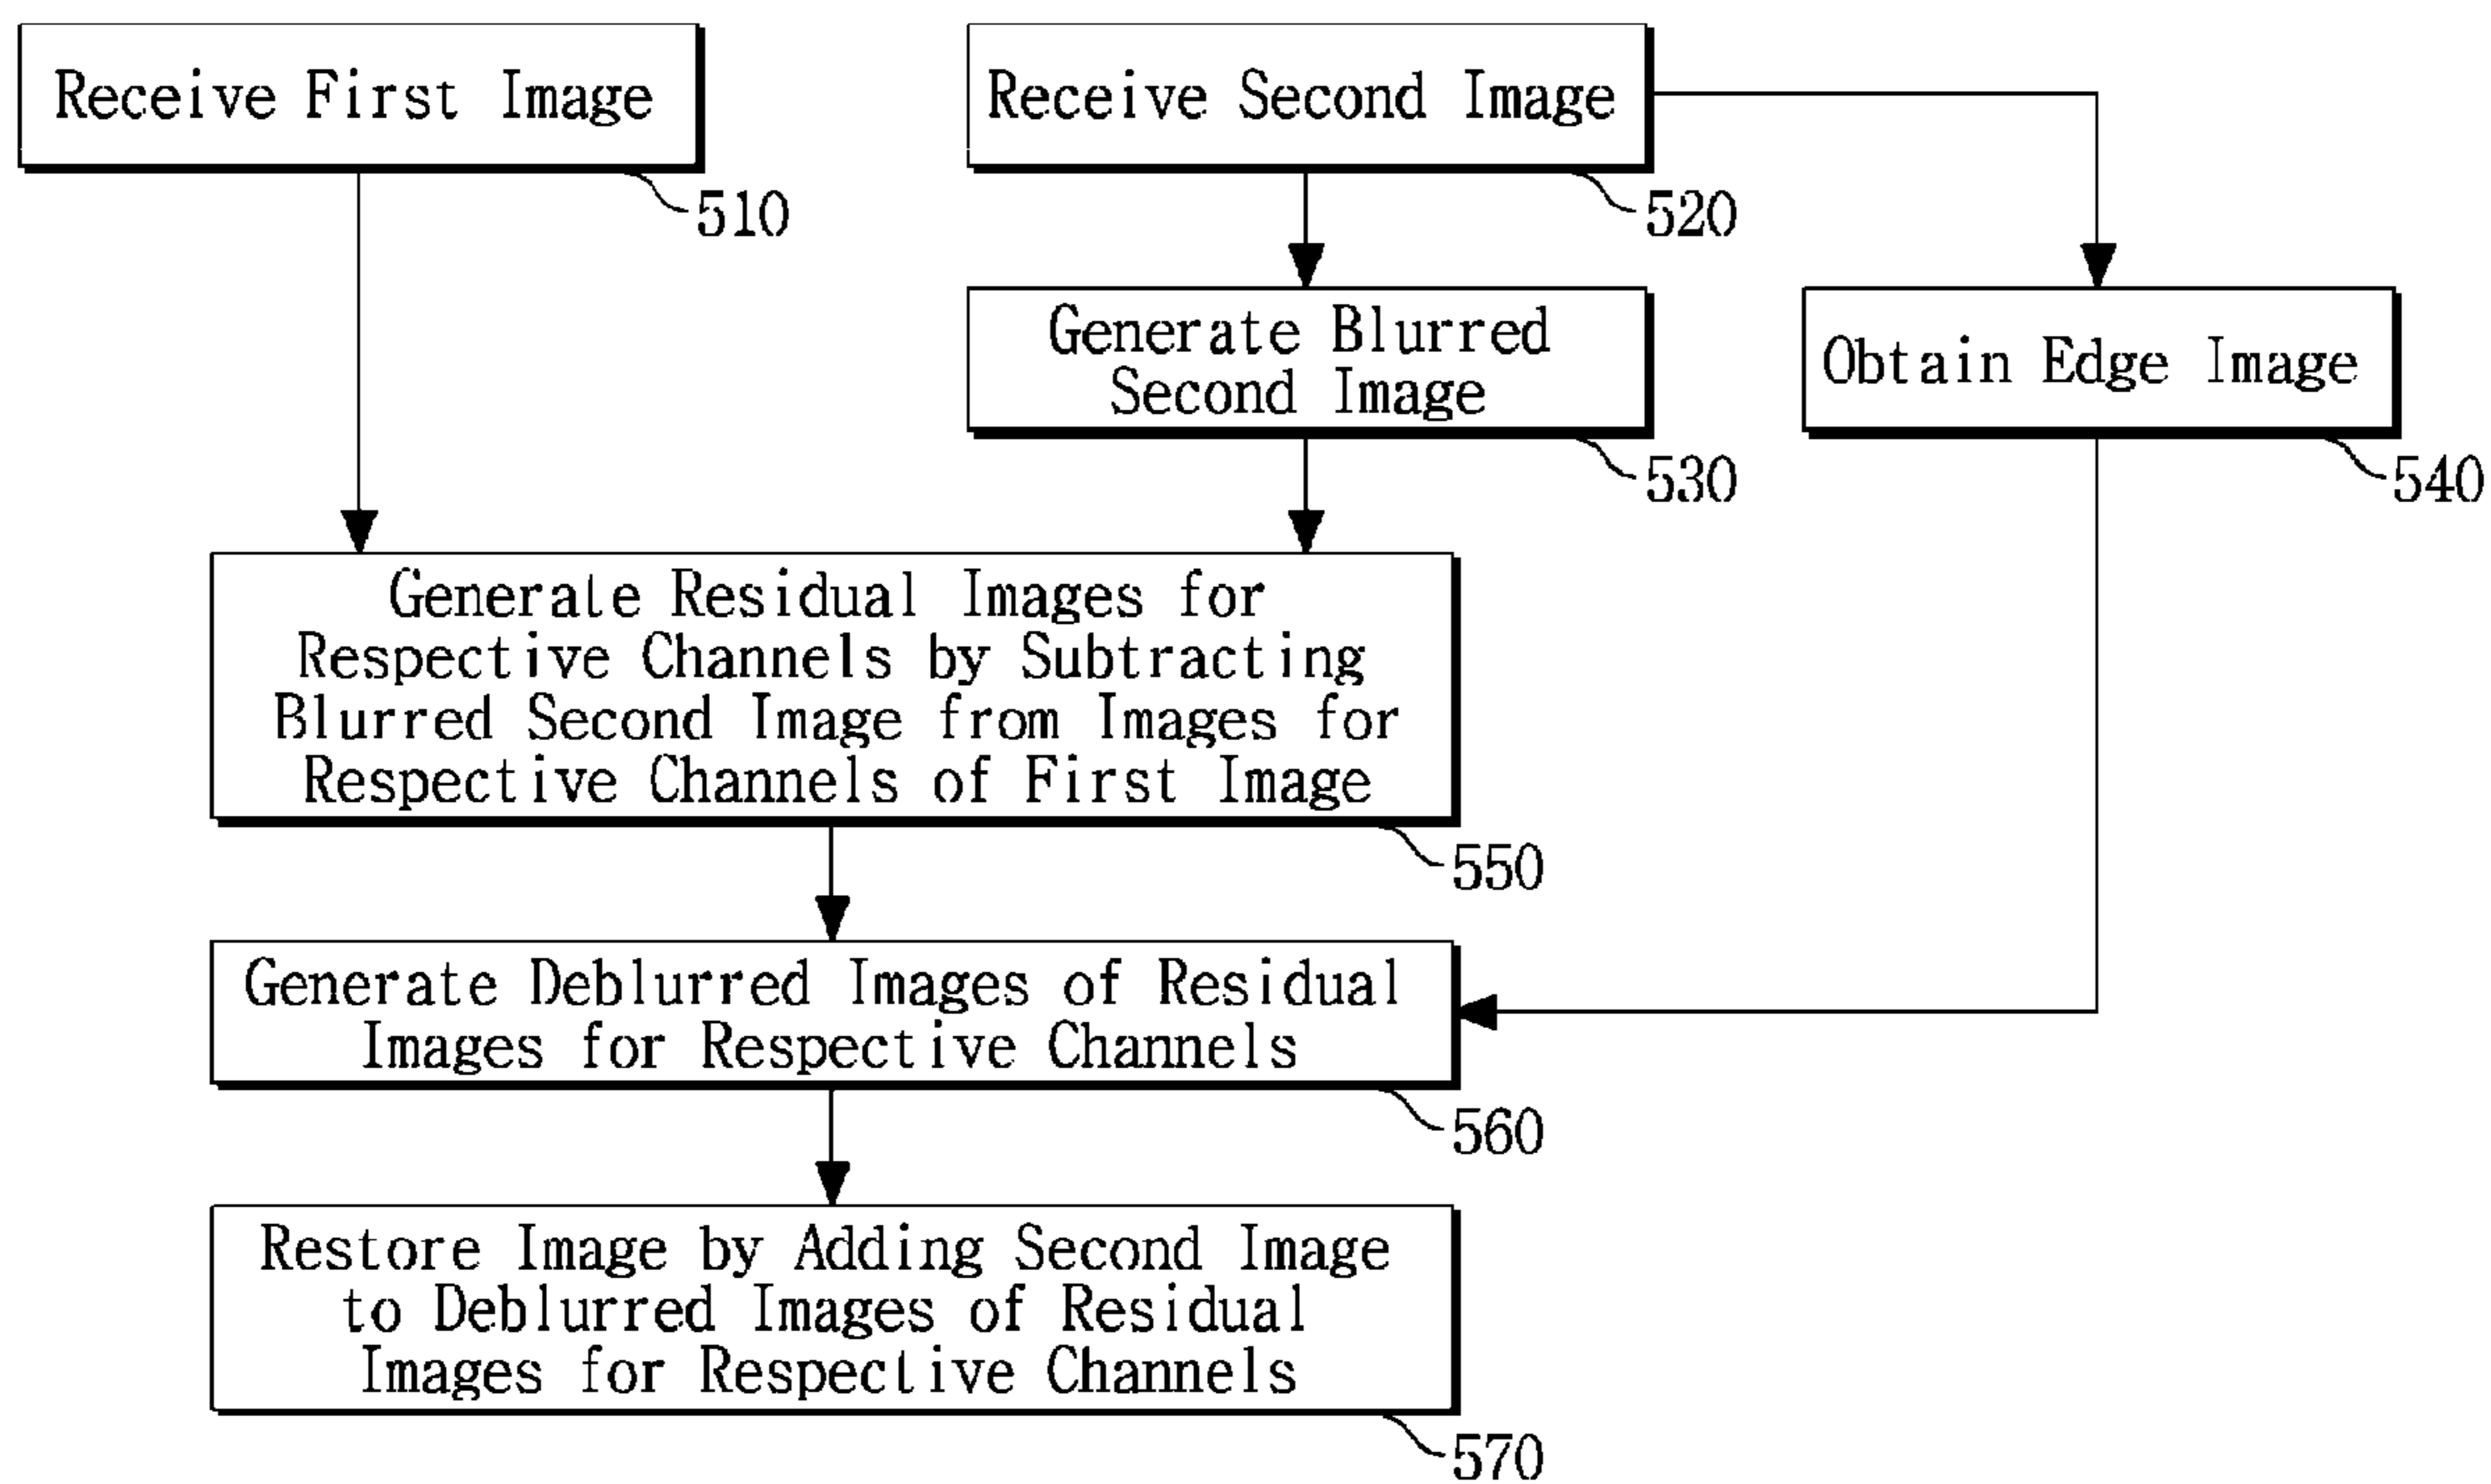 Receive First Image
510
Receive Second Image
520
Generate Blurred
Second Image
530
Obtain Edge Image
540
Generate Residual Images for
Respective Channels by Subtracting
Blurred Second Image from Images for
Respective Channels of First Image
550
Generate Deblurred Images of Residual
Images for Respective Channels
560
Restore Image by Adding Second Image
to Deblurred Images of Residual
Images for Respective Channels
570